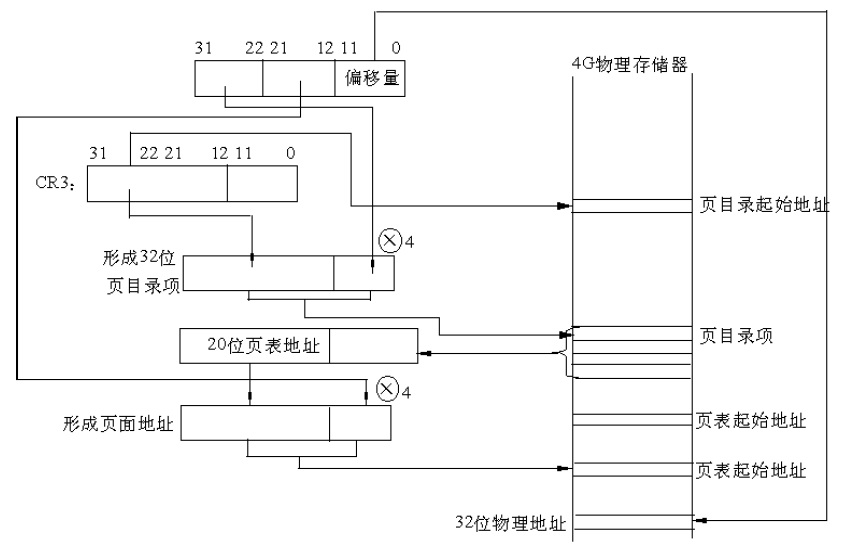 31 22 21 12 11 0
偏移量
4G物理存储器
31 22 21 12 11 0
CR3:
页目录起始地址
4
形成32位
页目录项
20位页表地址
页目录项
4
形成页面地址
页表起始地址
页表起始地址
32位物理地址